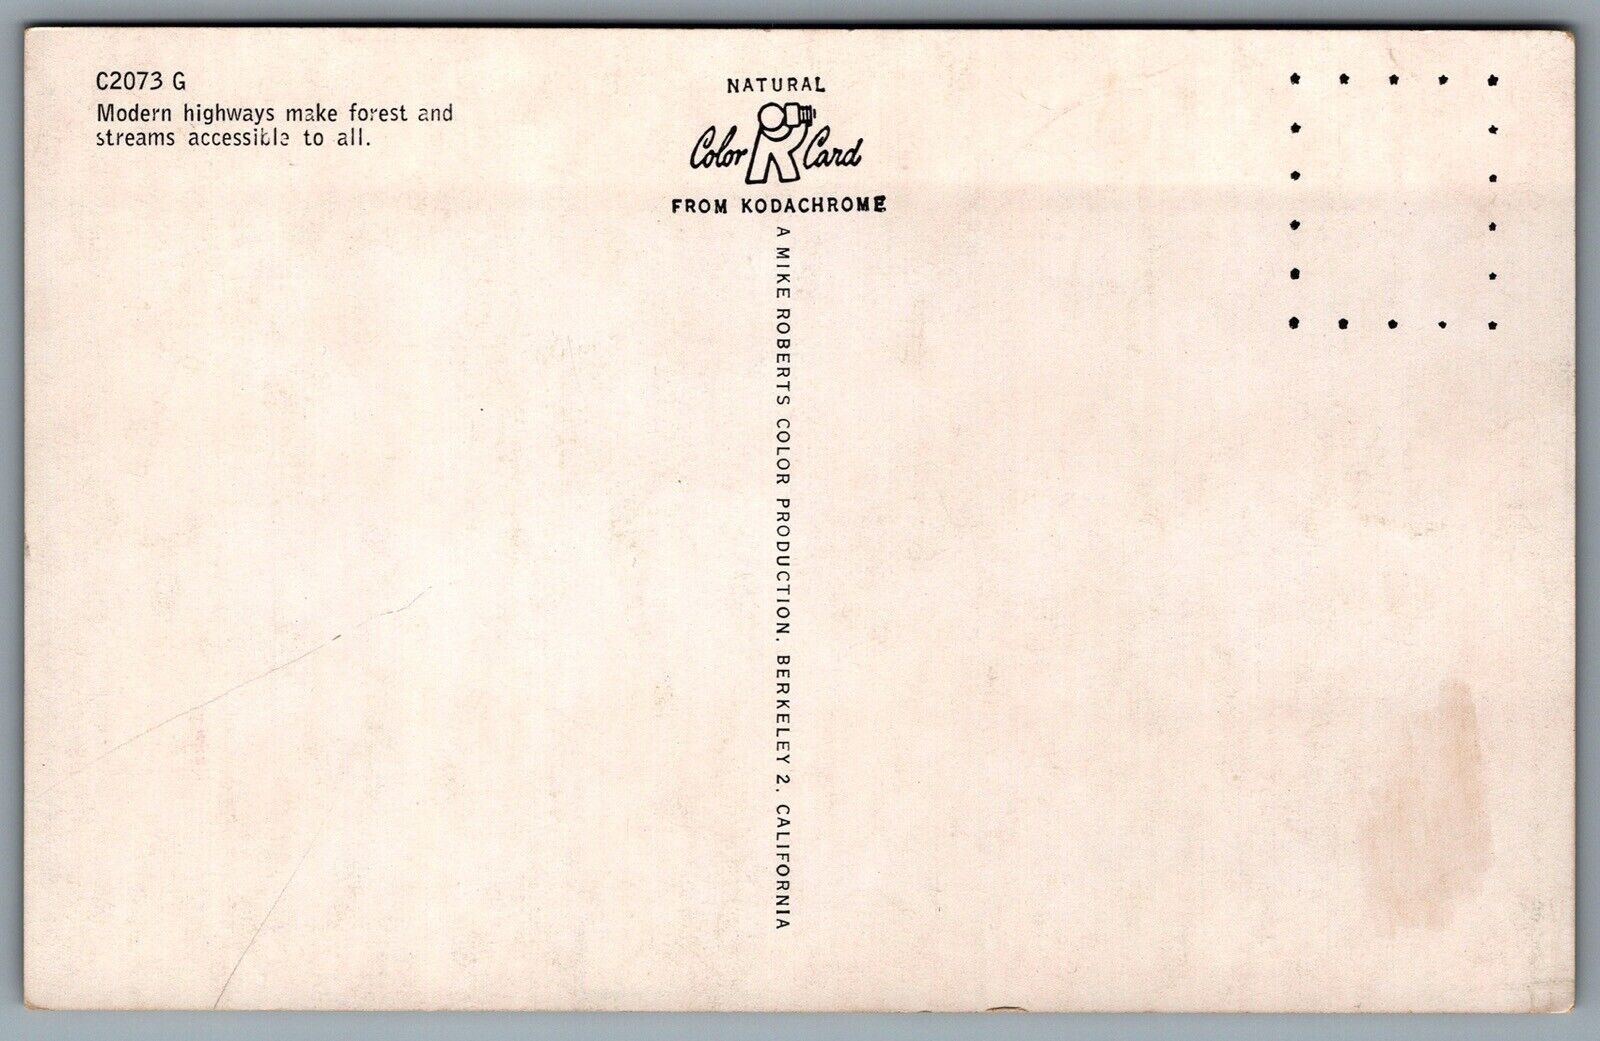 C2073 G
Modern highways make forest and
streams accessible to all.
NATURAL
Color Card
FROM KODACHROME
A MIKE ROBERTS COLOR PRODUCTION, BERKELEY 2, CALIFORNIA